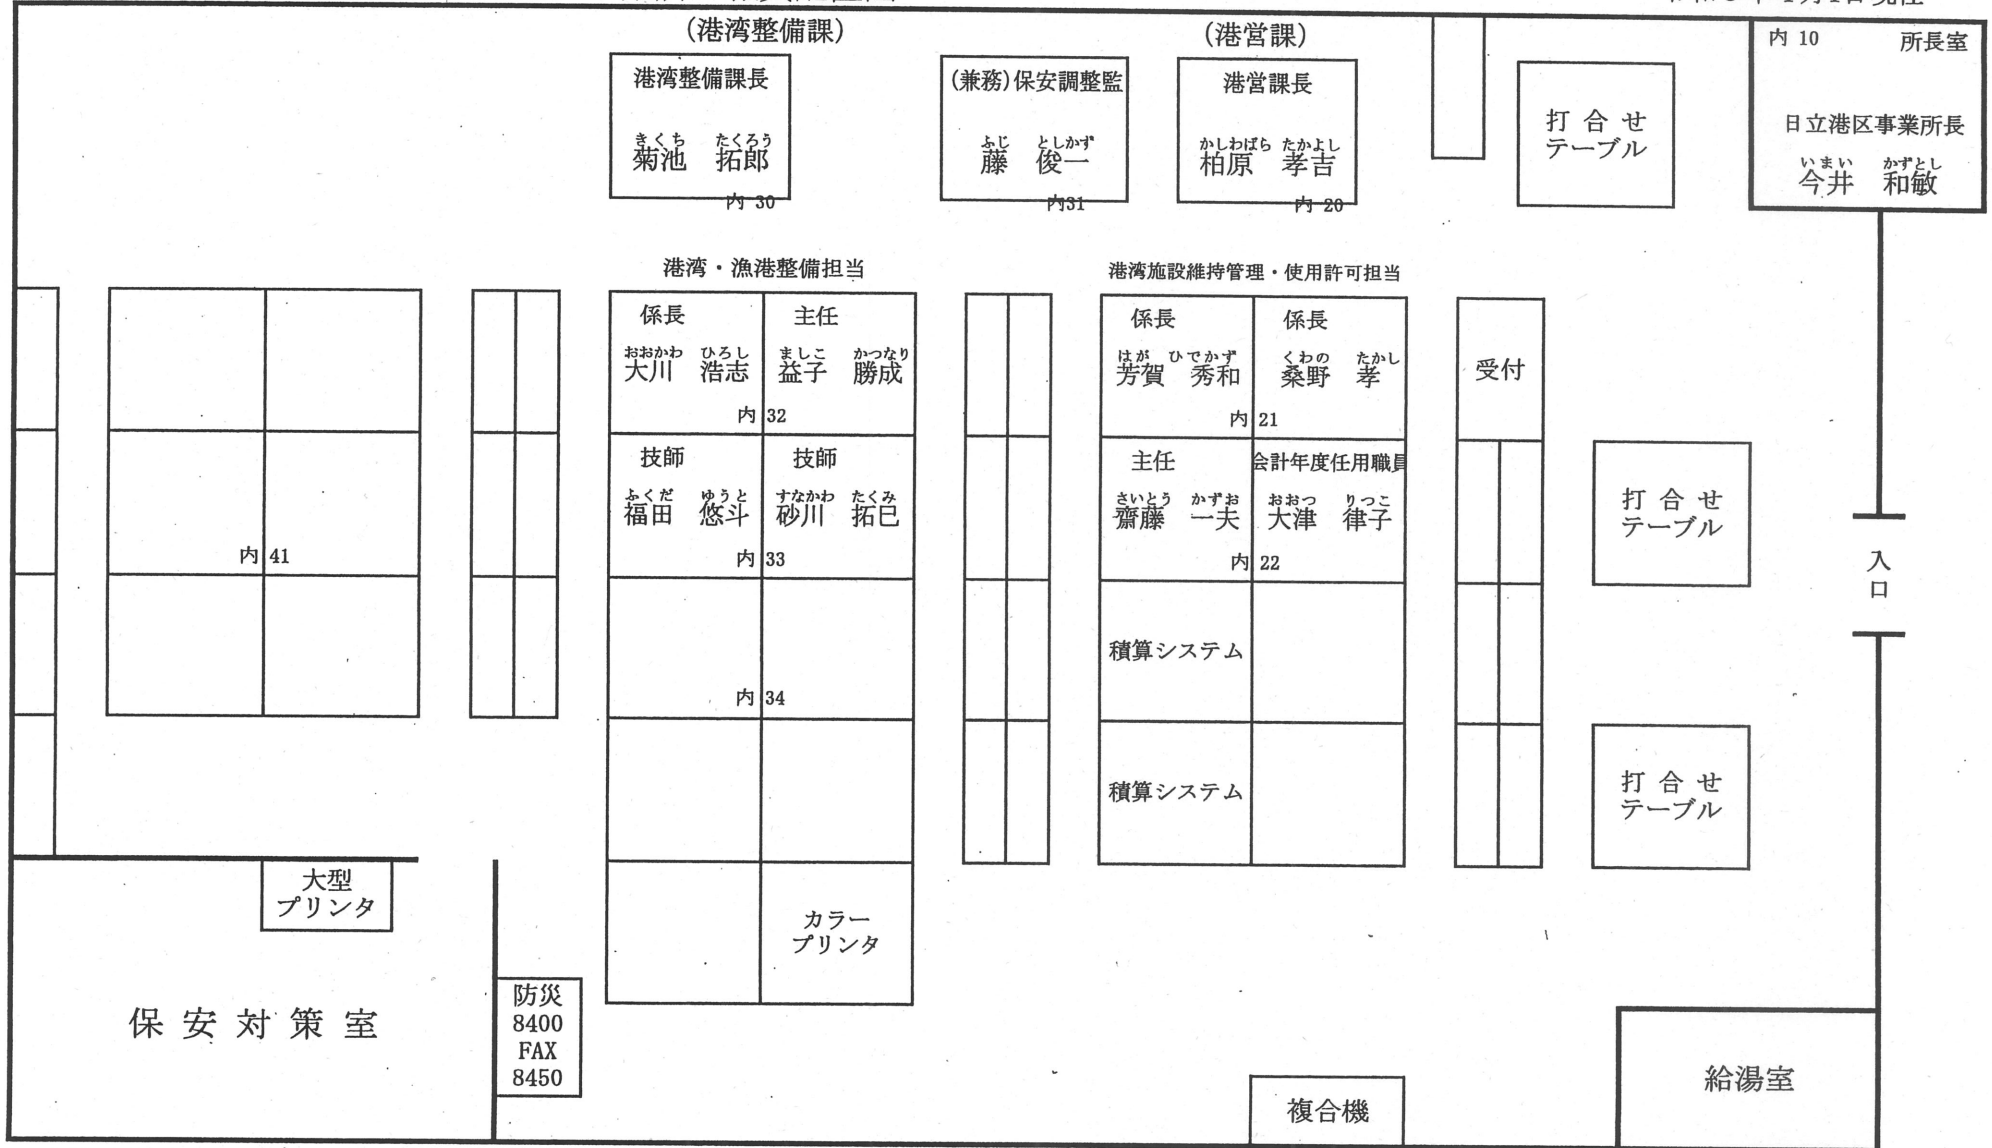 (港湾整備課)
(港営課)
内 10 所長室
港湾整備課長
(兼務)保安調整監
港営課長
打 合 せ
テーブル
日立港区事業所長
きくち たくろう
菊池 拓郎
ふじ としかず
藤 俊一
かしわばら たかよし
柏原 孝吉
いまい かずとし
今井 和敏
内 30
内31
内 20
港湾・漁港整備担当
港湾施設維持管理・使用許可担当
係長
おおかわ ひろし
大川 浩志
主任
ましこ かつなり
益子 勝成
内 32
技師
ふくだ ゆうと
福田 悠斗
技師
すなかわ たくみ
砂川 拓巳
内 33
内 34
カラー
プリンタ
係長
はが ひでかず
芳賀 秀和
係長
くわの たかし
桑野 孝
内 21
主任
さいとう かずお
齋藤 一夫
会計年度任用職員
おおつ りつこ
大津 律子
内 22
積算システム
積算システム
受付
打 合 せ
テーブル
入口
打 合 せ
テーブル
内 41
大型
プリンタ
保 安 対 策 室
防災
8400
FAX
8450
複合機
給湯室